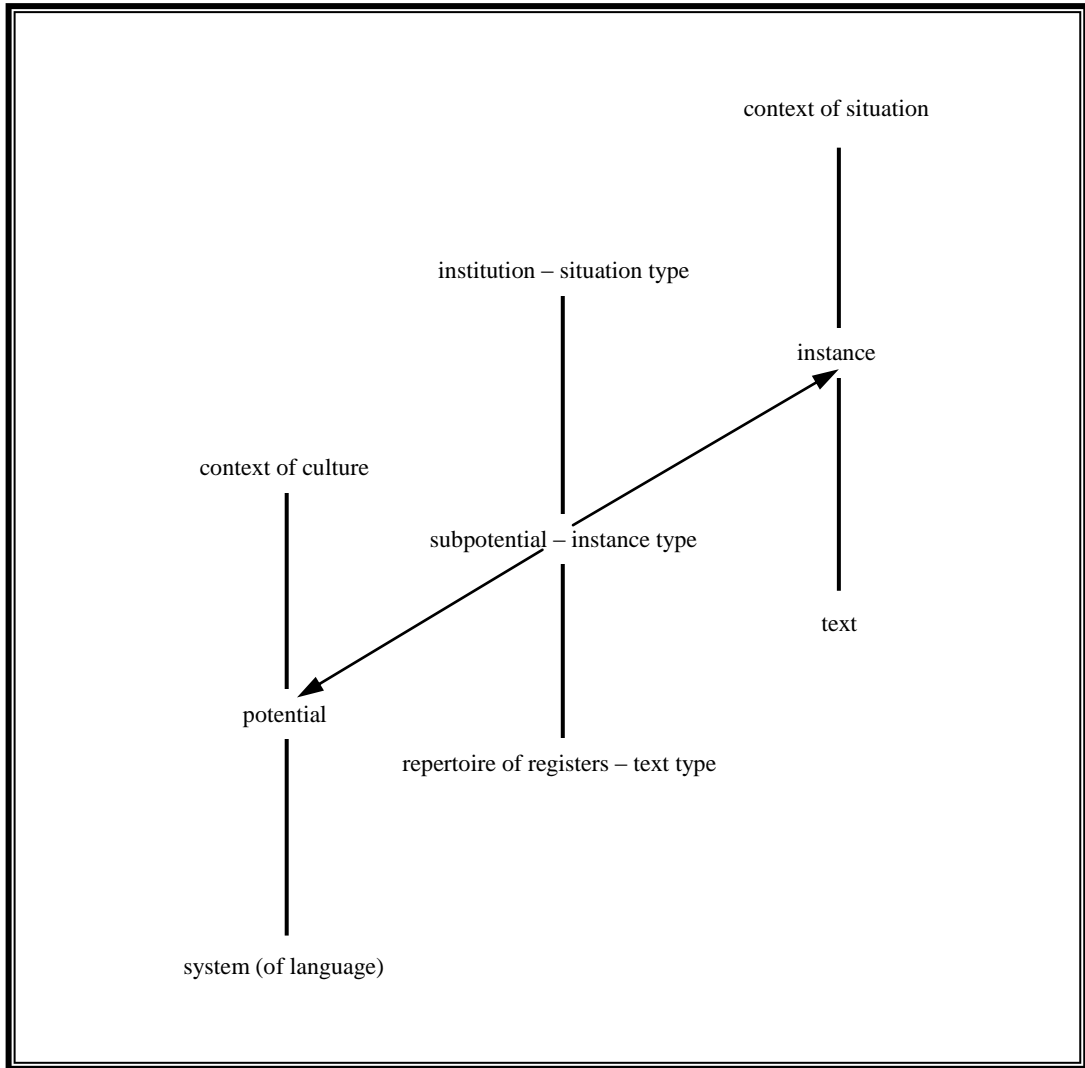 context of situation
institution – situation type
instance
context of culture
subpotential – instance type
text
potential
repertoire of registers – text type
system (of language)